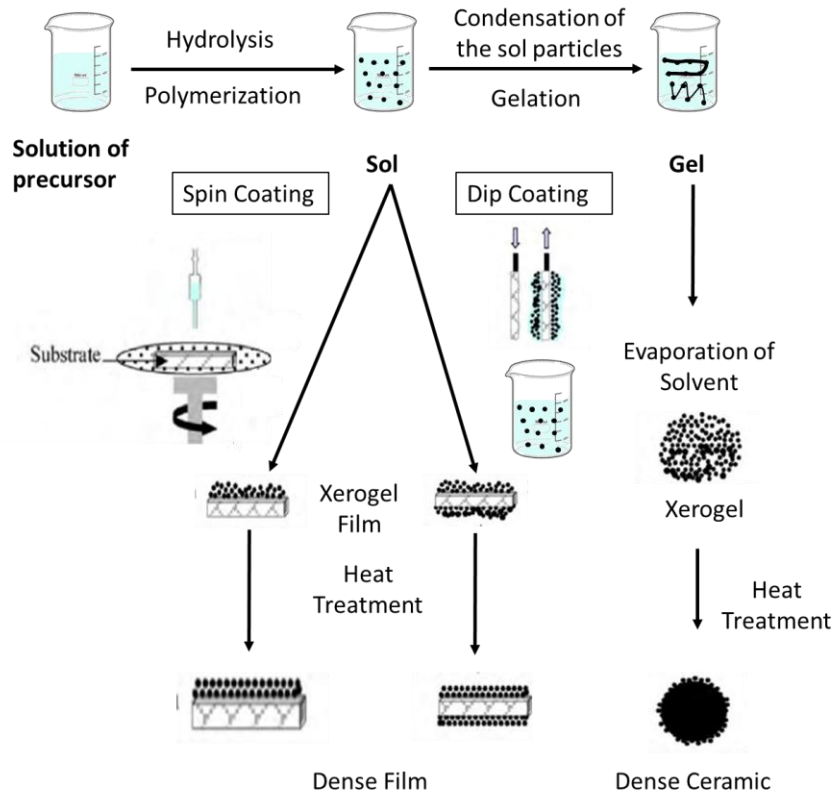 Hydrolysis
Polymerization
Condensation of
the sol particles
Gelation
Solution of
precursor
Sol
Gel
Spin Coating
Dip Coating
Substrate
Evaporation of
Solvent
Xerogel
Film
Xerogel
Heat
Treatment
Heat
Treatment
Dense Film
Dense Ceramic